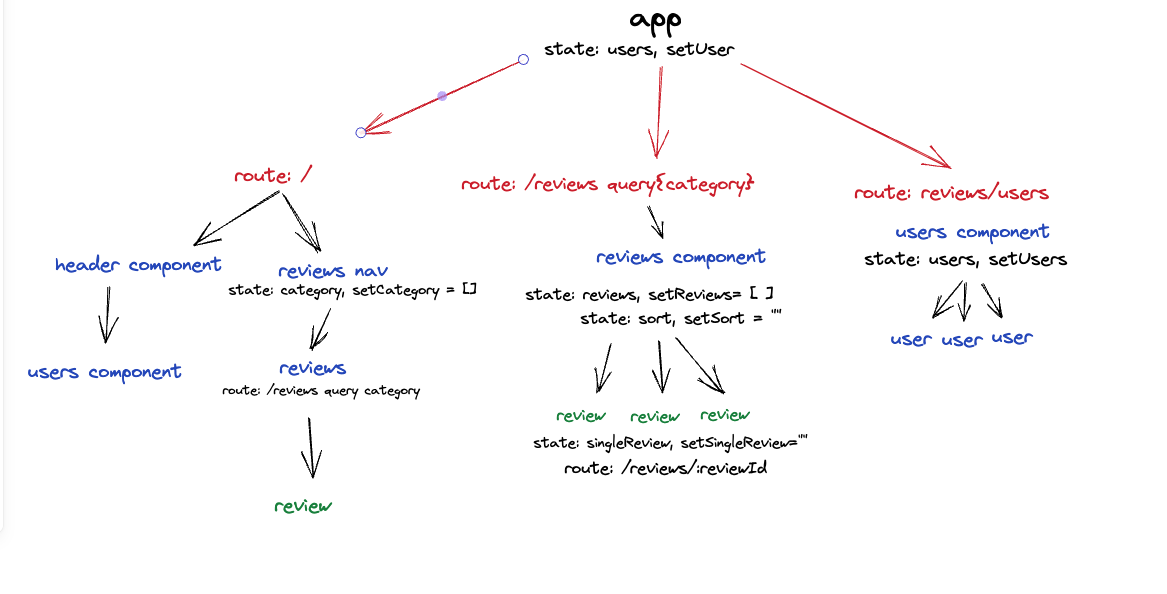 app
state: users, setUser
route: /
route: /reviews query{category}
route: reviews/users
header component
reviews nav
state: category, setCategory = []
users component
reviews
route: /reviews query category
review
reviews component
state: reviews, setReviews= [ ]
state: sort, setSort = ""
review review review
state: singleReview, setSingleReview=""
route: /reviews/:reviewId
users component
state: users, setUsers
user user user